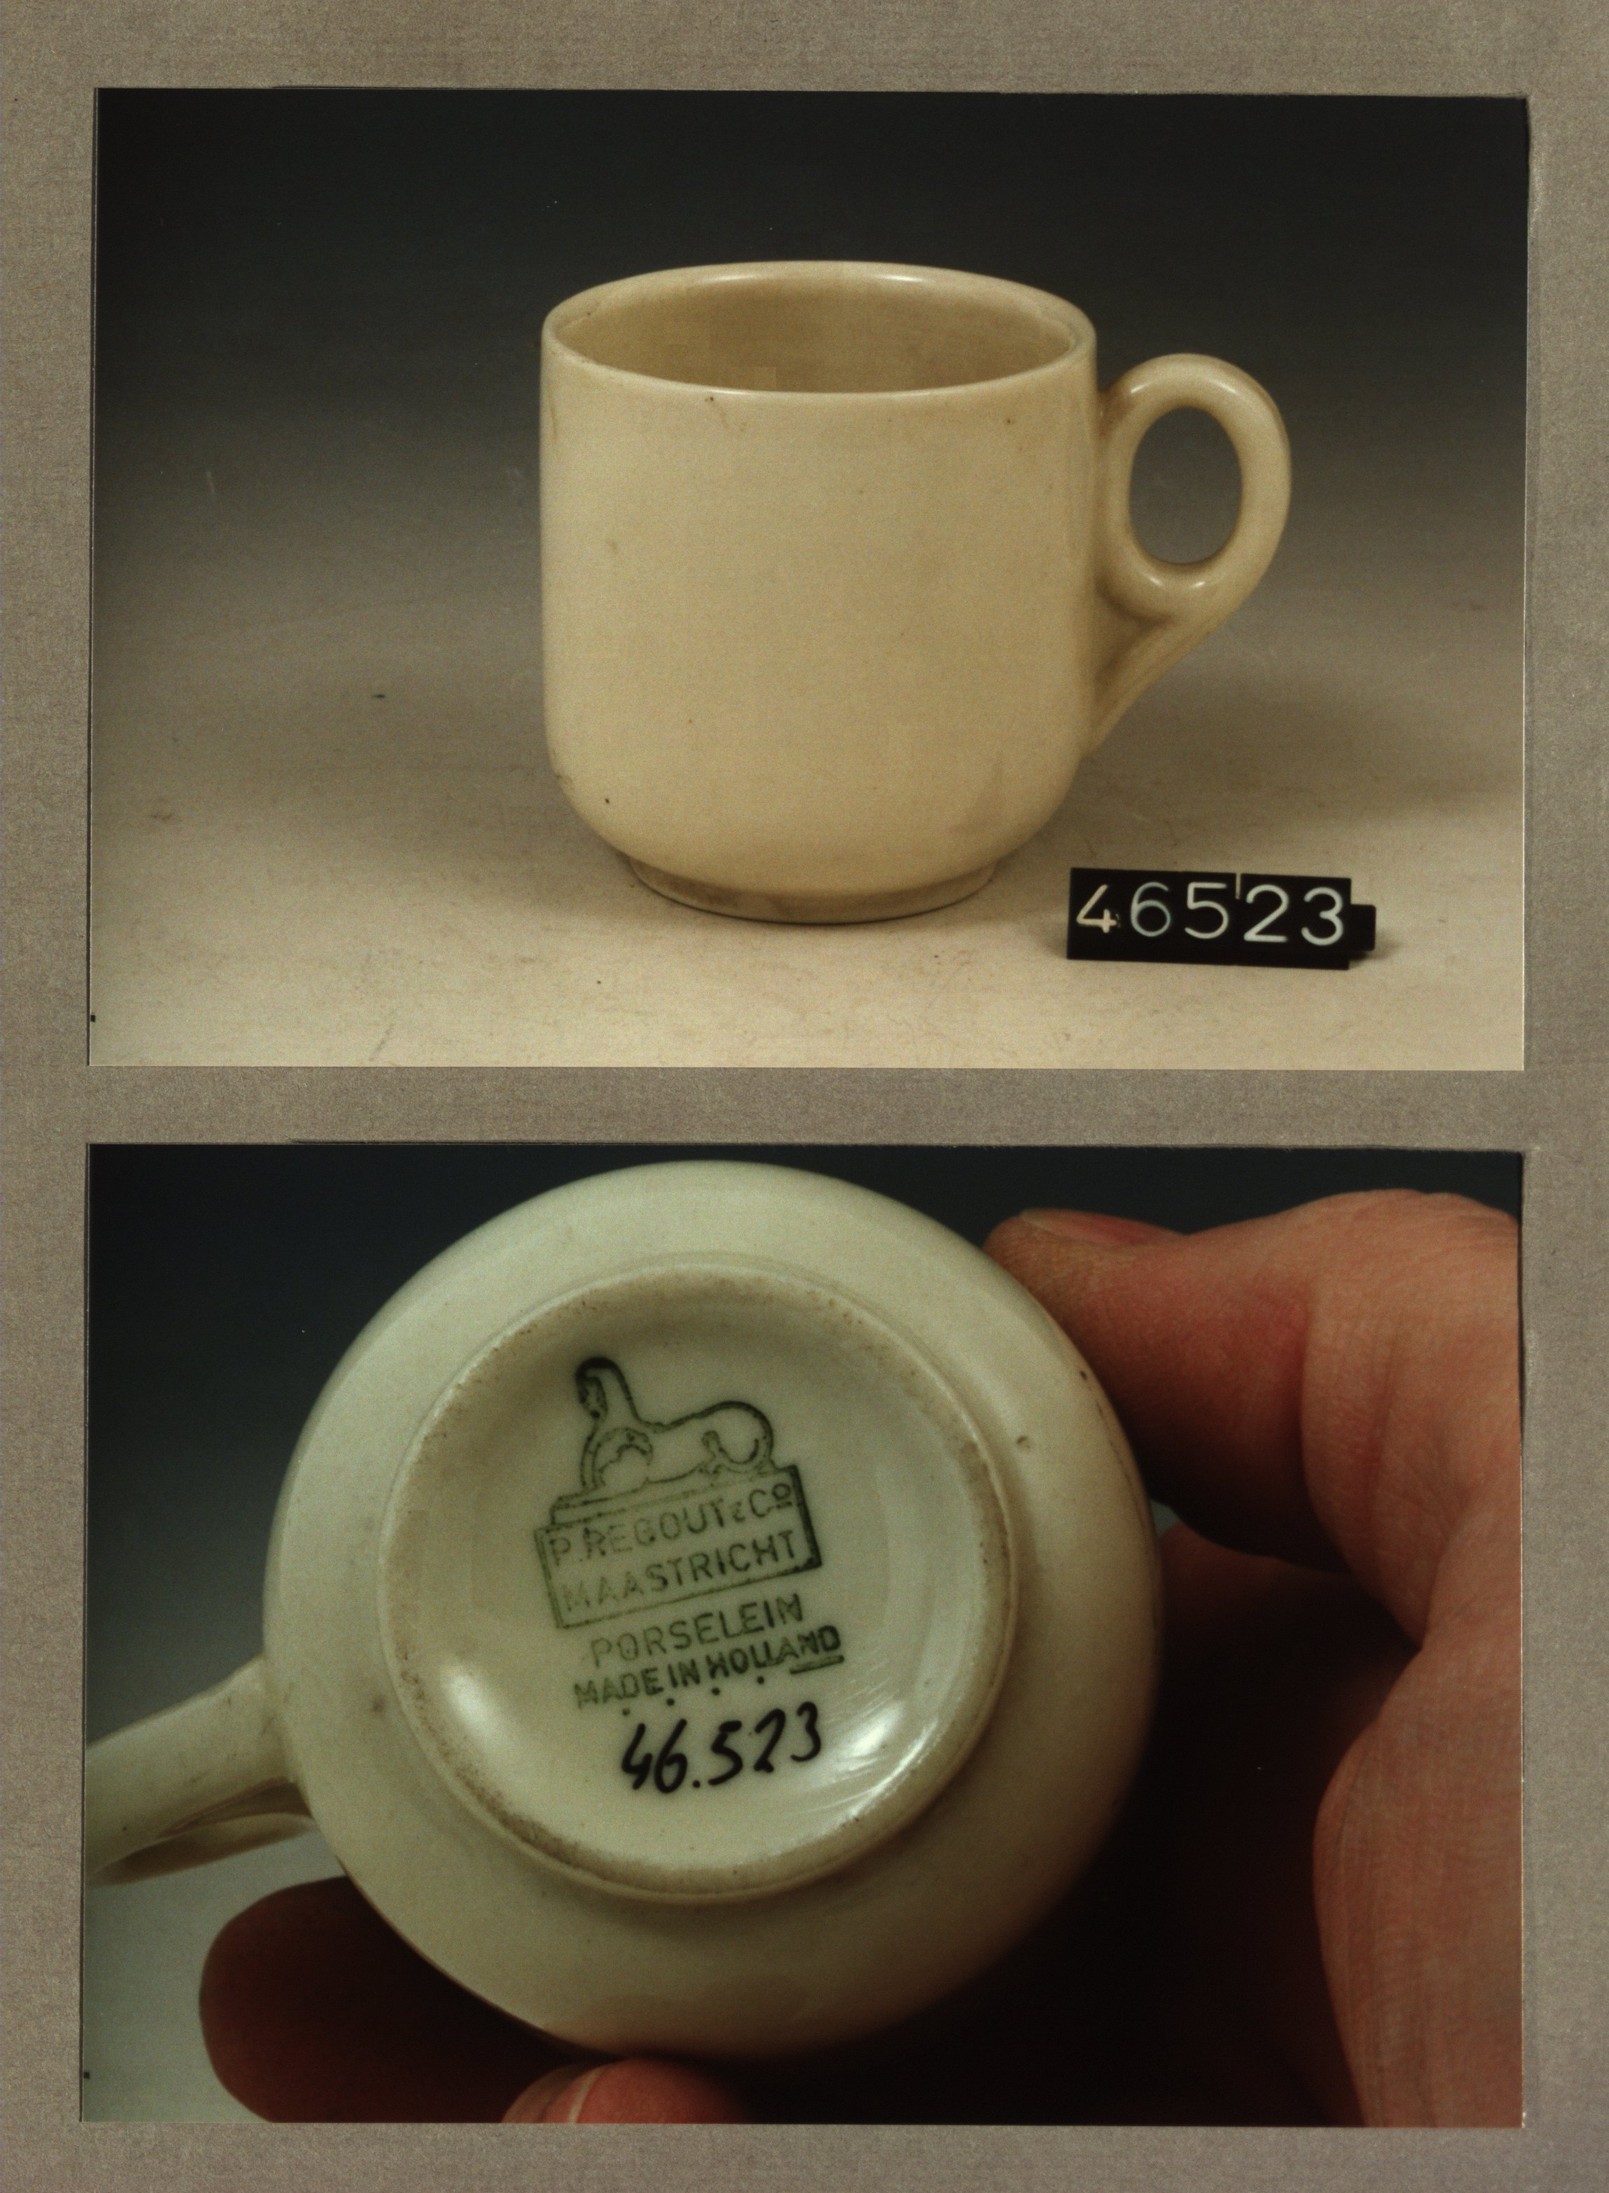 46523
P. REGOUT & Co
MAASTRICHT
PORSELEIN
MADE IN HOLLAND
46.523